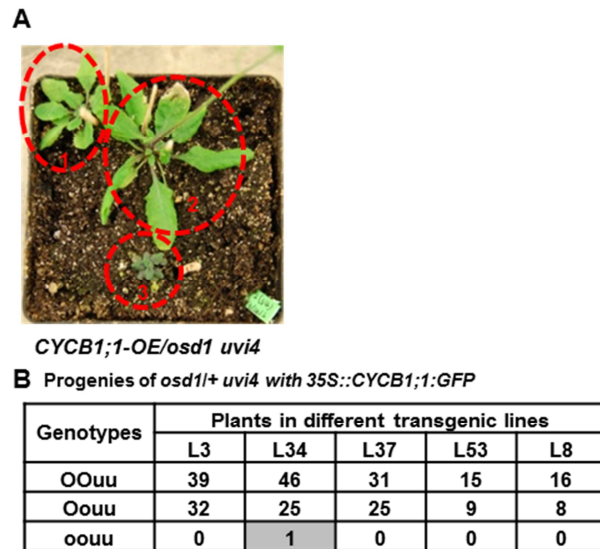 A
1
2
3
CYCB1;1-OE/osd1 uvi4
B Progenies of osd1/+ uvi4 with 35S::CYCB1;1:GFP
Genotypes Plants in different transgenic lines
L3 L34 L37 L53 L8
OOuu 39 46 31 15 16
Oouu 32 25 25 9 8
oouu 0 1 0 0 0